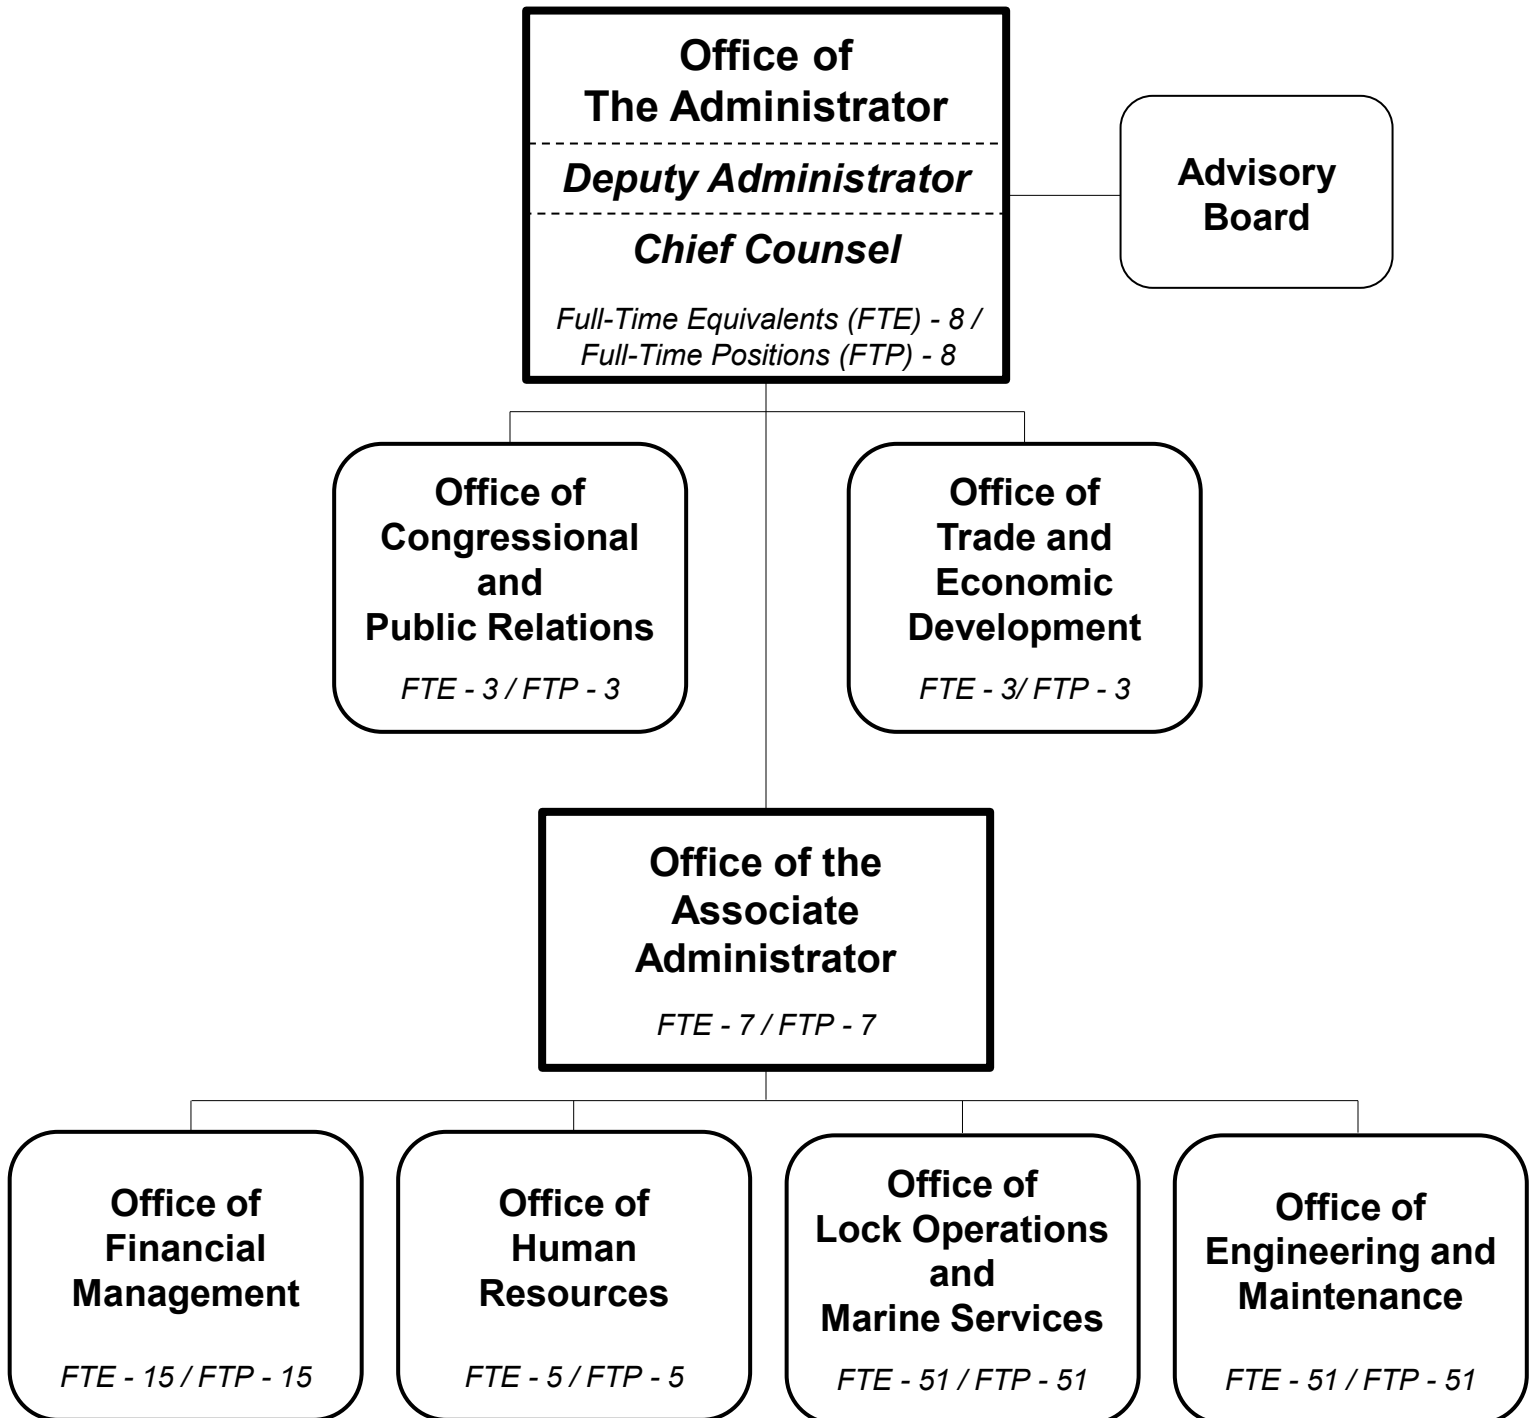 Office of
The Administrator
Deputy Administrator
Chief Counsel
Full-Time Equivalents (FTE) - 8 /
Full-Time Positions (FTP) - 8
Advisory
Board
Office of
Congressional
and
Public Relations
FTE - 3 / FTP - 3
Office of
Trade and
Economic
Development
FTE - 3/ FTP - 3
Office of the
Associate
Administrator
FTE - 7 / FTP - 7
Office of
Financial
Management
FTE - 15 / FTP - 15
Office of
Human
Resources
FTE - 5 / FTP - 5
Office of
Lock Operations
and
Marine Services
FTE - 51 / FTP - 51
Office of
Engineering and
Maintenance
FTE - 51 / FTP - 51